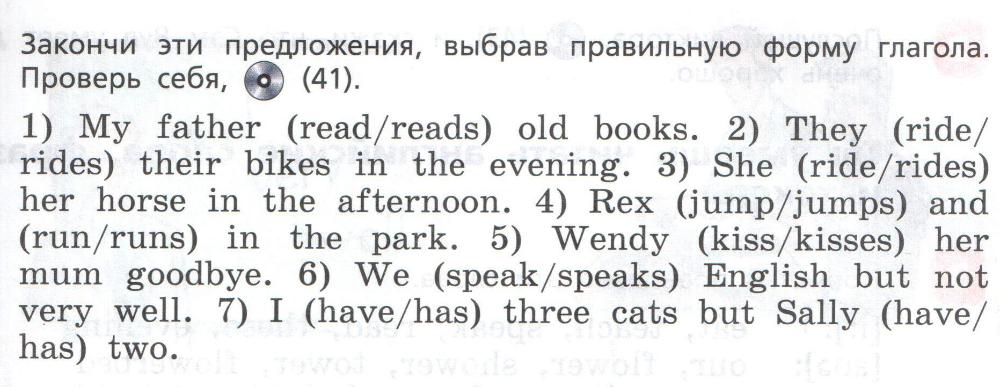 Закончи эти предложения, выбрав правильную форму глагола.
Проверь себя, (41).
1) My father (read/reads) old books. 2) They (ride/
rides) their bikes in the evening. 3) She (ride/rides)
her horse in the afternoon. 4) Rex (jump/jumps) and
(run/runs) in the park. 5) Wendy (kiss/kisses) her
mum goodbye. 6) We (speak/speaks) English but not
very well. 7) I (have/has) three cats but Sally (have/
has) two.